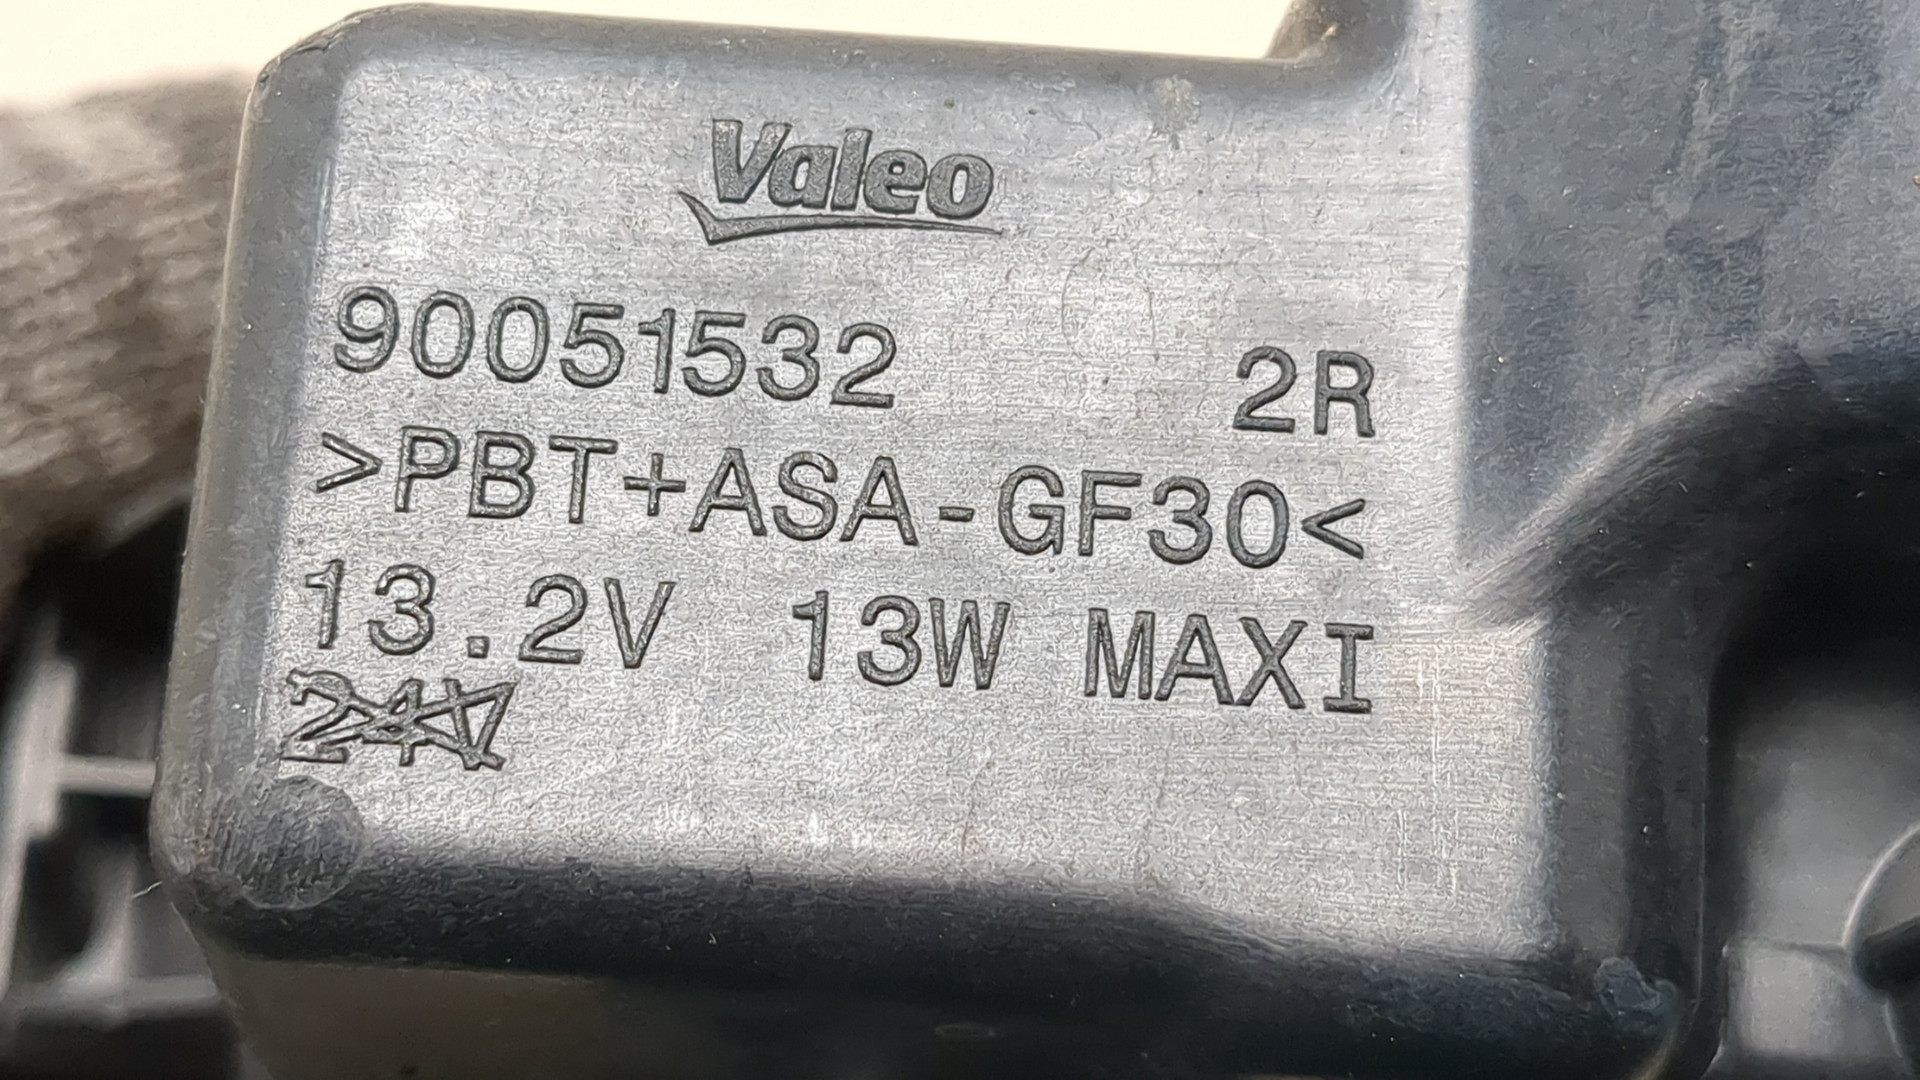 Valeo
90051532 2R
>PBT+ASA-GF30<
13.2V 13W MAXI
24V